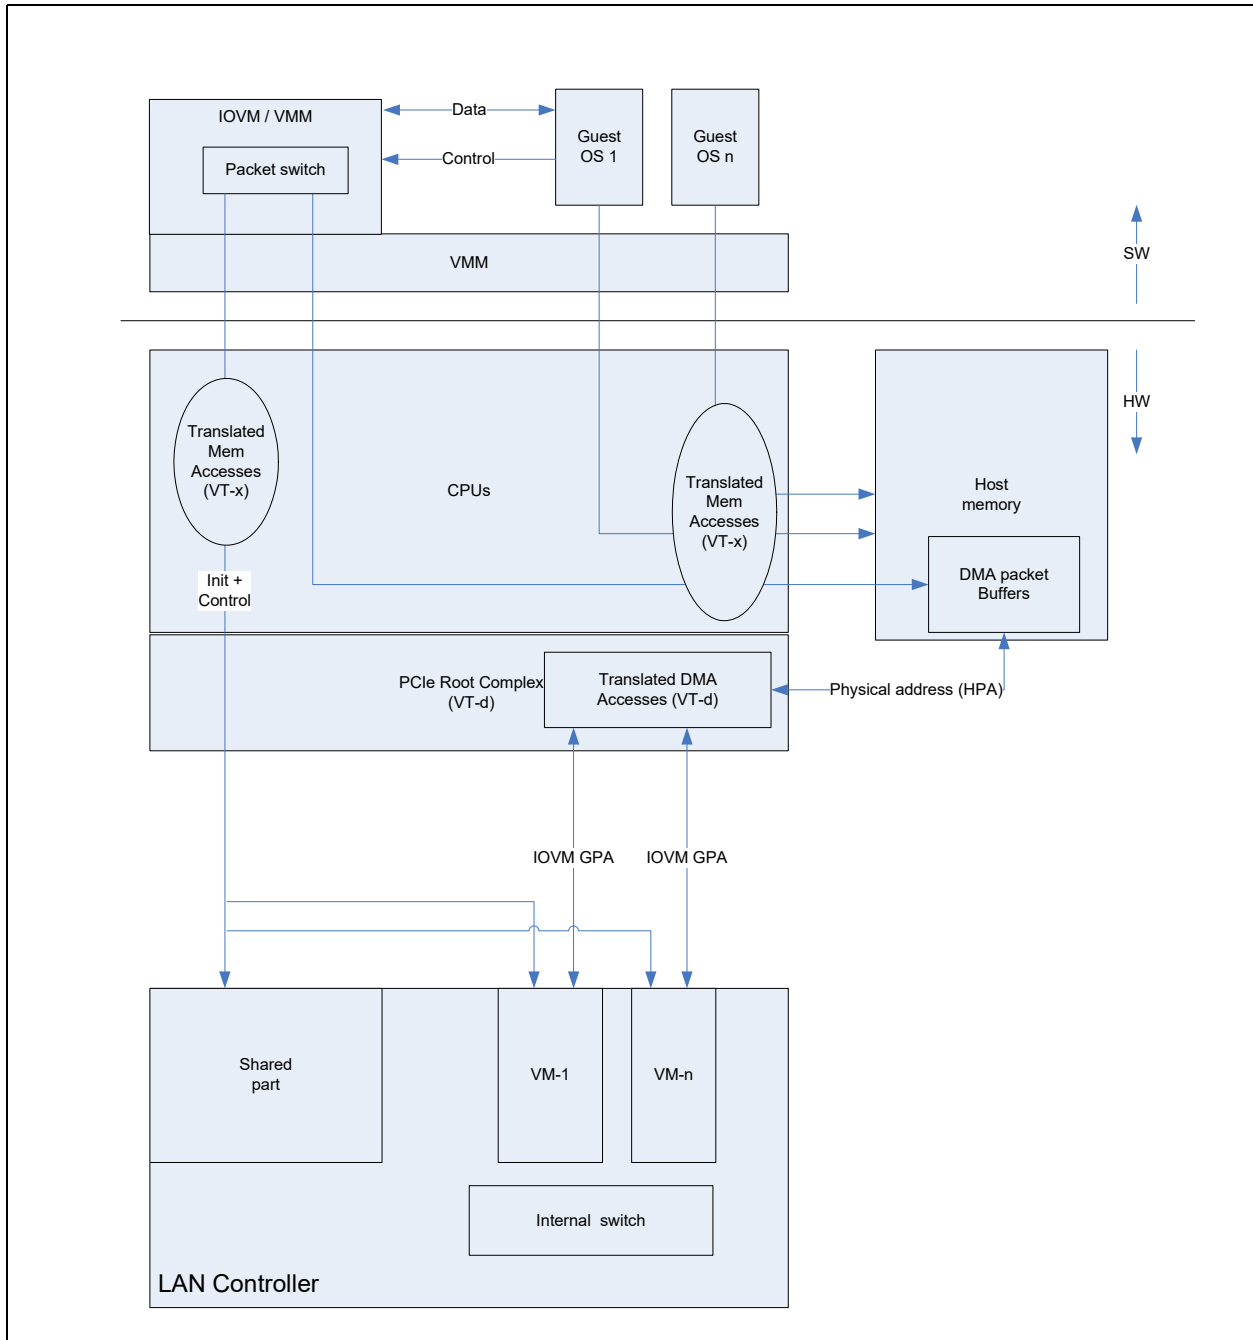 IOVM / VMM
Packet switch
Data
Control
Guest
OS 1
Guest
OS n
VMM
SW
HW
Translated
Mem
Accesses
(VT-x)
CPUs
Translated
Mem
Accesses
(VT-x)
Host
memory
DMA packet
Buffers
Init +
Control
PCIe Root Complex
(VT-d)
Translated DMA
Accesses (VT-d)
Physical address (HPA)
IOVM GPA
IOVM GPA
Shared
part
VM-1
VM-n
Internal switch
LAN Controller